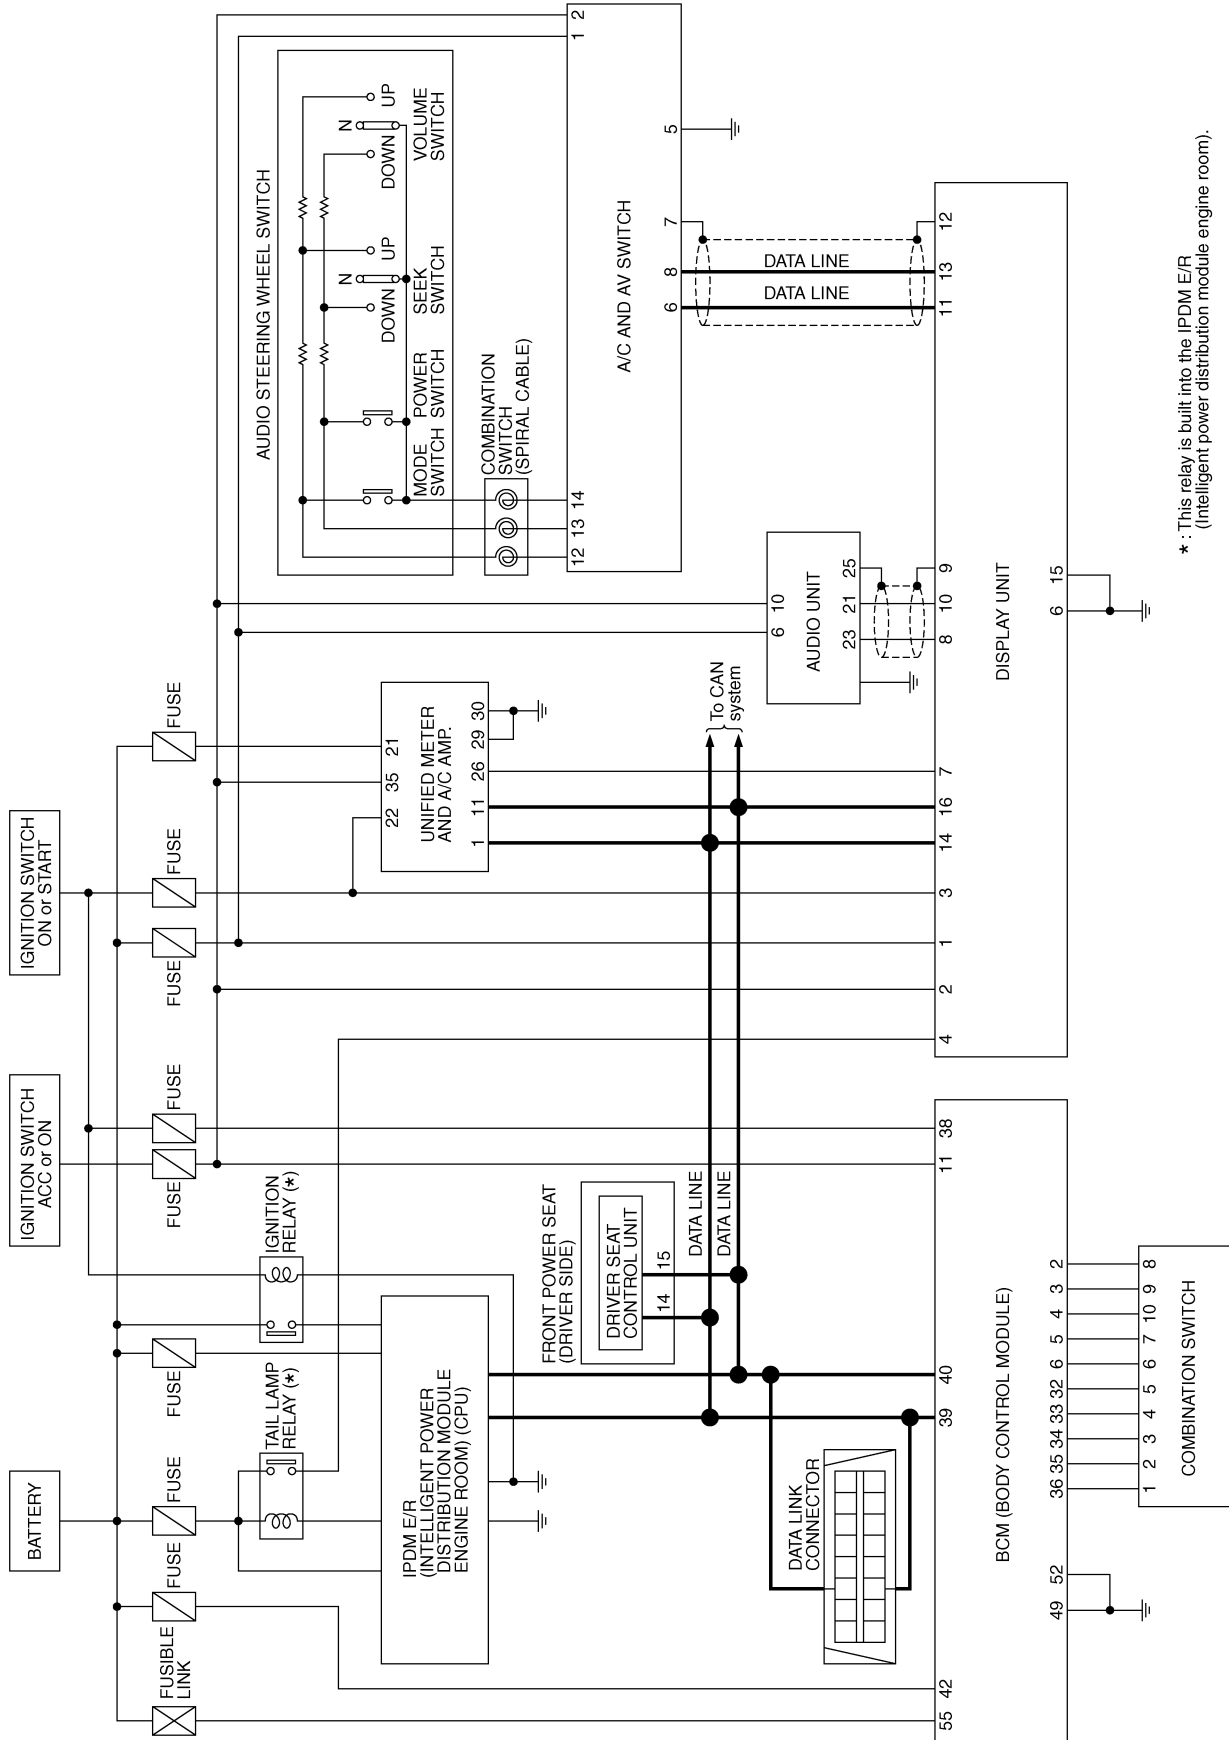 BATTERY
IGNITION SWITCH
ACC or ON
IGNITION SWITCH
ON or START
FUSIBLE
LINK
FUSE
FUSE
FUSE
FUSE
FUSE
FUSE
FUSE
FUSE
TAIL LAMP
RELAY (*)
IGNITION
RELAY (*)
IPDM E/R
(INTELLIGENT POWER
DISTRIBUTION MODULE
ENGINE ROOM) (CPU)
22
35
21
UNIFIED METER
AND A/C AMP.
1
11
26
29
30
AUDIO STEERING WHEEL SWITCH
MODE
SWITCH
POWER
SWITCH
DOWN
N
UP
SEEK
SWITCH
DOWN
N
UP
VOLUME
SWITCH
COMBINATION
SWITCH
(SPIRAL CABLE)
12
13
14
1
2
A/C AND AV SWITCH
6
8
7
5
DATA LINE
DATA LINE
FRONT POWER SEAT
(DRIVER SIDE)
DRIVER SEAT
CONTROL UNIT
14
15
DATA LINE
DATA LINE
To CAN
system
6
10
AUDIO UNIT
23
21
25
DATA LINK
CONNECTOR
55
42
39
40
11
38
BCM (BODY CONTROL MODULE)
49
52
36
35
34
33
32
6
5
4
3
2
1
2
3
4
5
6
7
10
9
8
COMBINATION SWITCH
4
2
1
3
14
16
7
8
10
9
11
13
12
DISPLAY UNIT
6
15
* : This relay is built into the IPDM E/R
(Intelligent power distribution module engine room).